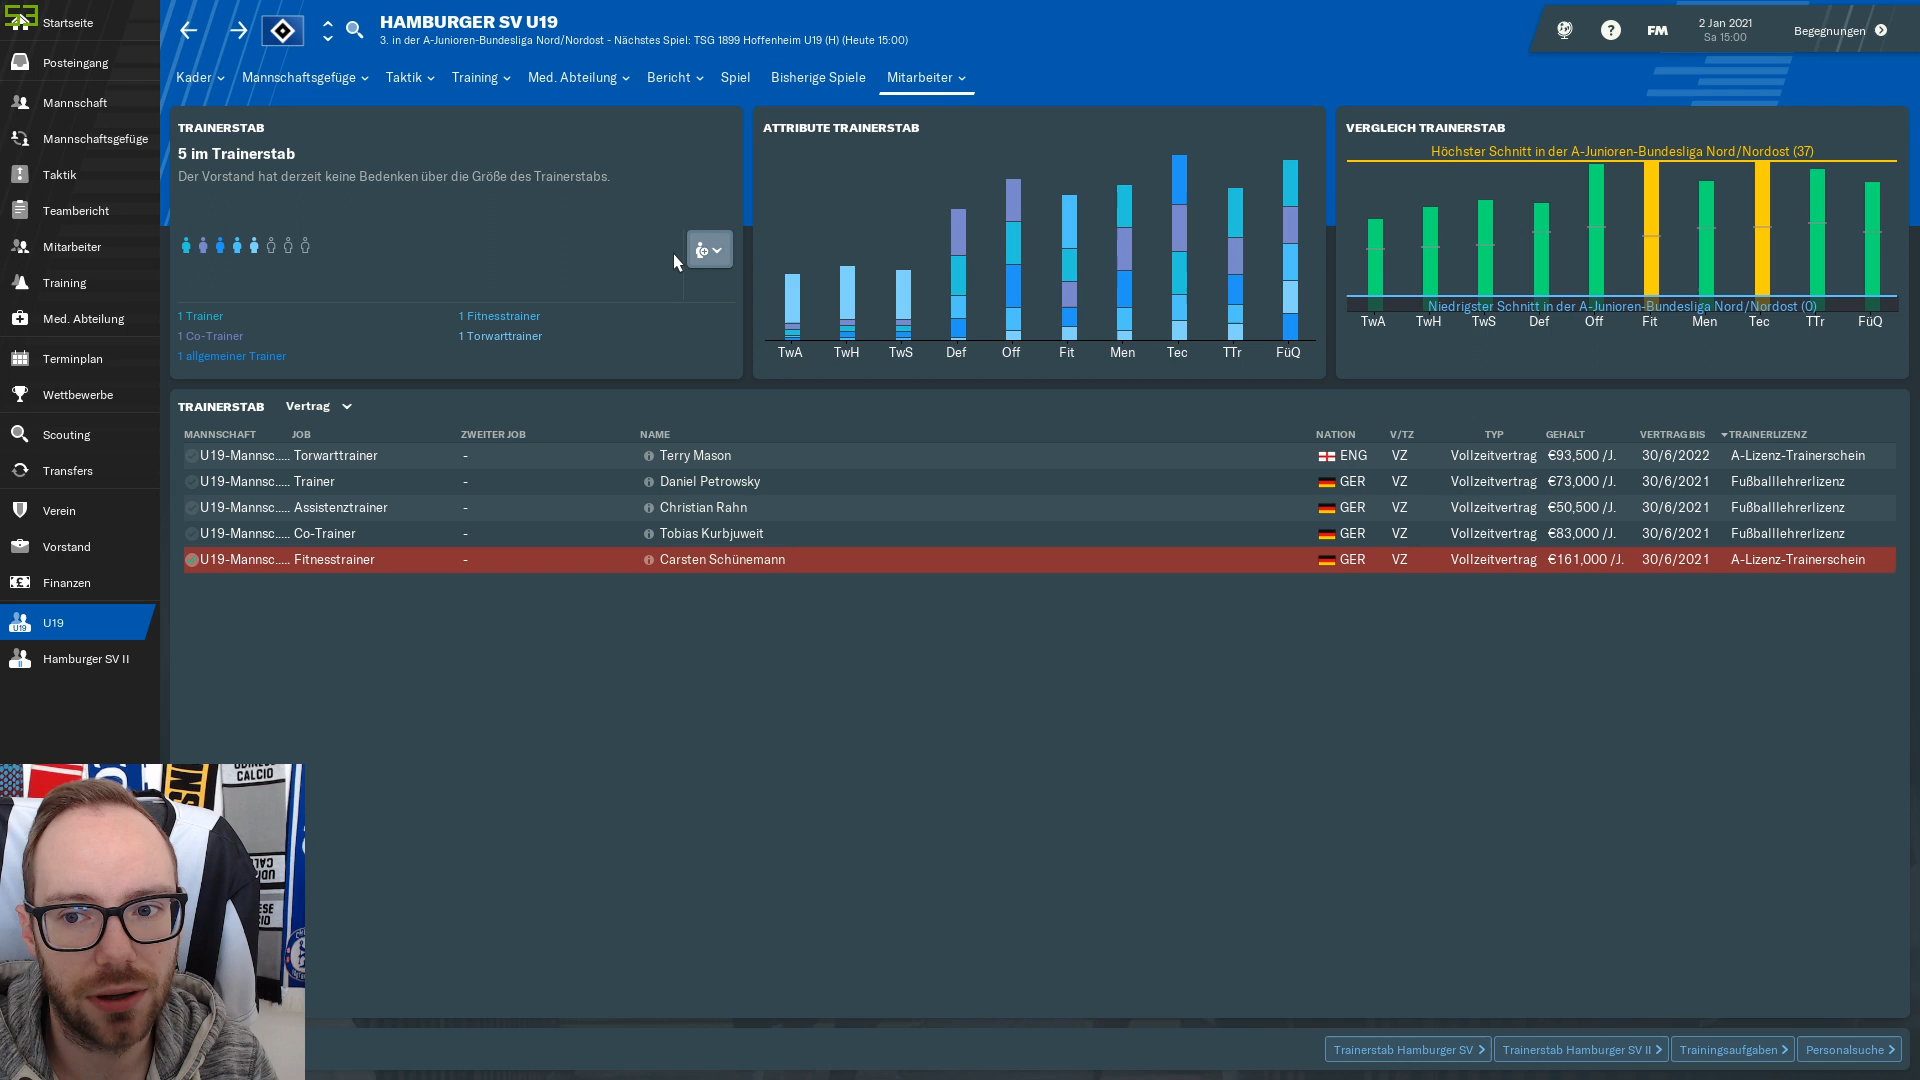 Startseite
Posteingang
Mannschaft
Mannschaftsgefüge
Taktik
Teambericht
Mitarbeiter
Training
Med. Abteilung
Terminplan
Wettbewerbe
Scouting
Transfers
Verein
Vorstand
Finanzen
U19
U19
Hamburger SV II
HAMBURGER SV U19
3. in der A-Junioren-Bundesliga Nord/Nordost - Nächstes Spiel: TSG 1899 Hoffenheim U19 (H) (Heute 15:00)
FM
2 Jan 2021
Sa 15:00
Begegnungen
Kader
Mannschaftsgefüge
Taktik
Training
Med. Abteilung
Bericht
Spiel
Bisherige Spiele
Mitarbeiter
TRAINERSTAB
5 im Trainerstab
Der Vorstand hat derzeit keine Bedenken über die Größe des Trainerstabs.
1 Trainer
1 Fitnesstrainer
1 Co-Trainer
1 Torwarttrainer
1 allgemeiner Trainer
ATTRIBUTE TRAINERSTAB
TwA TwH TwS Def Off Fit Men Tec TTr FüQ
VERGLEICH TRAINERSTAB
Höchster Schnitt in der A-Junioren-Bundesliga Nord/Nordost (37)
Niedrigster Schnitt in der A-Junioren-Bundesliga Nord/Nordost (0)
TwA TwH TwS Def Off Fit Men Tec TTr FüQ
TRAINERSTAB Vertrag
MANNSCHAFT JOB ZWEITER JOB NAME NATION V/TZ TYP GEHALT VERTRAG BIS TRAINERLIZENZ
U19-Mannsc..... Torwarttrainer - Terry Mason ENG VZ Vollzeitvertrag €93,500 /J. 30/6/2022 A-Lizenz-Trainerschein
U19-Mannsc..... Trainer - Daniel Petrowsky GER VZ Vollzeitvertrag €73,000 /J. 30/6/2021 Fußballlehrerlizenz
U19-Mannsc..... Assistenztrainer - Christian Rahn GER VZ Vollzeitvertrag €50,500 /J. 30/6/2021 Fußballlehrerlizenz
U19-Mannsc..... Co-Trainer - Tobias Kurbjuweit GER VZ Vollzeitvertrag €83,000 /J. 30/6/2021 Fußballlehrerlizenz
U19-Mannsc..... Fitnesstrainer - Carsten Schünemann GER VZ Vollzeitvertrag €161,000 /J. 30/6/2021 A-Lizenz-Trainerschein
CALCIO
Trainerstab Hamburger SV
Trainerstab Hamburger SV II
Trainingsaufgaben
Personalsuche